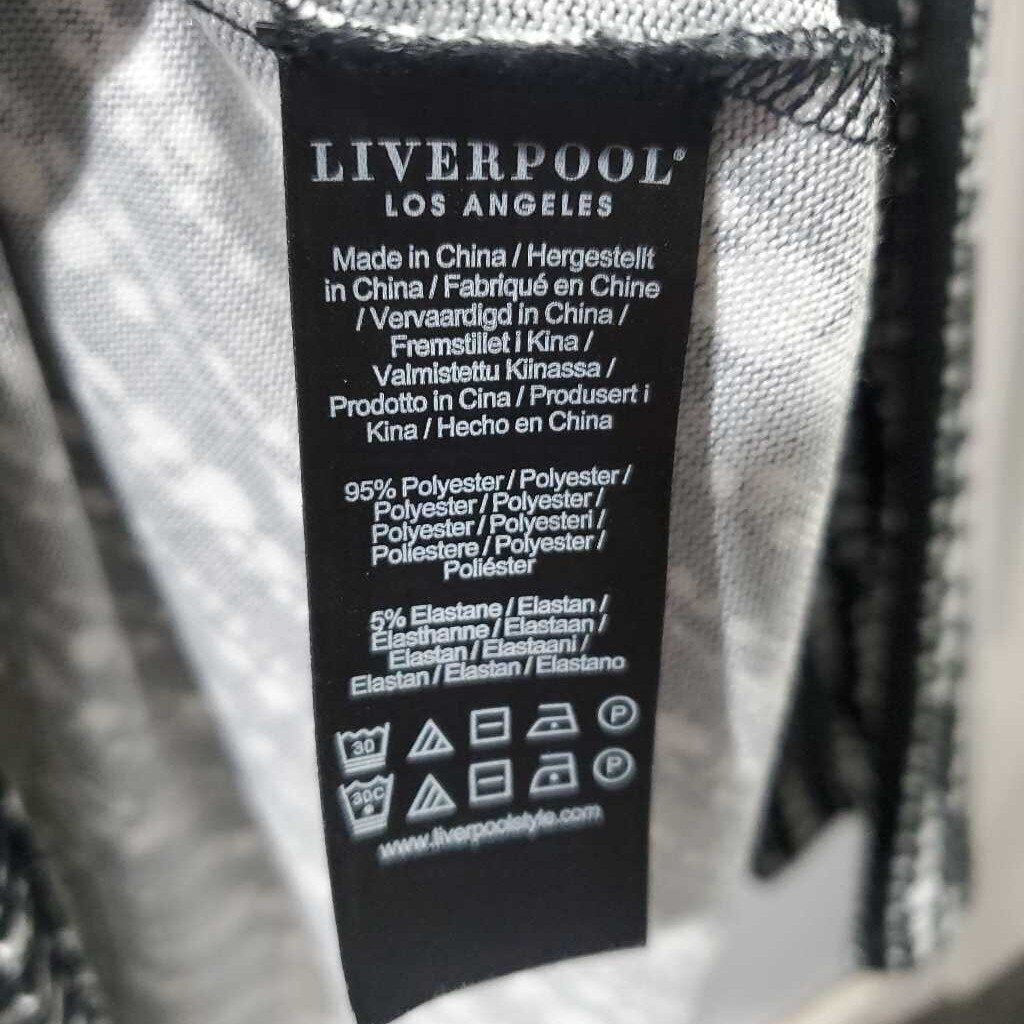 LIVERPOOL®
LOS ANGELES
Made in China / Hergestellt
in China / Fabriqué en Chine
/ Vervaardigd in China /
Fremstillet i Kina /
Valmistettu Kiinassa /
Prodotto in Cina / Produsert i
Kina / Hecho en China
95% Polyester / Polyester /
Polyester / Polyester /
Polyester / Polyesteri /
Poliestere / Polyester /
Poliéster
5% Elastane / Elastan /
Elasthanne / Elastaan /
Elastan / Elastaani /
Elastan / Elastan / Elastano
30 P
30C P
www.liverpoolstyle.com